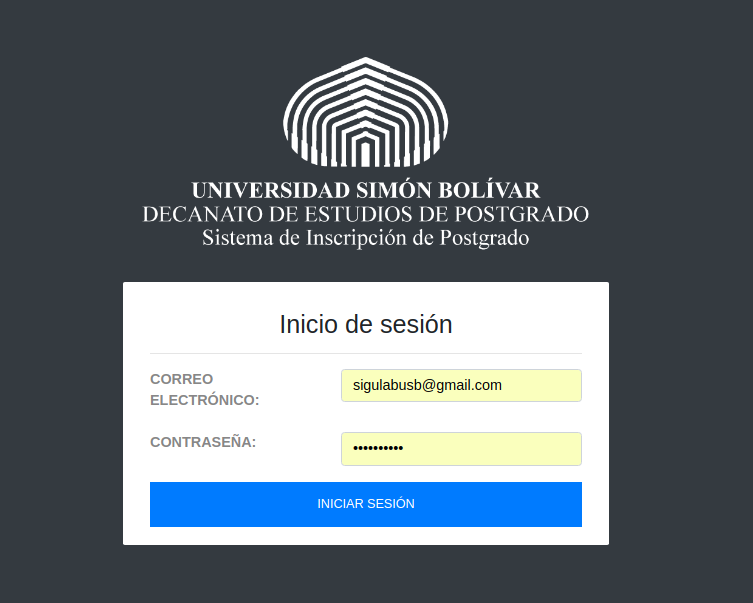 UNIVERSIDAD SIMÓN BOLÍVAR
DECANATO DE ESTUDIOS DE POSTGRADO
Sistema de Inscripción de Postgrado
Inicio de sesión
CORREO
ELECTRÓNICO:
sigulabusb@gmail.com
CONTRASEÑA:
••••••••••
INICIAR SESIÓN